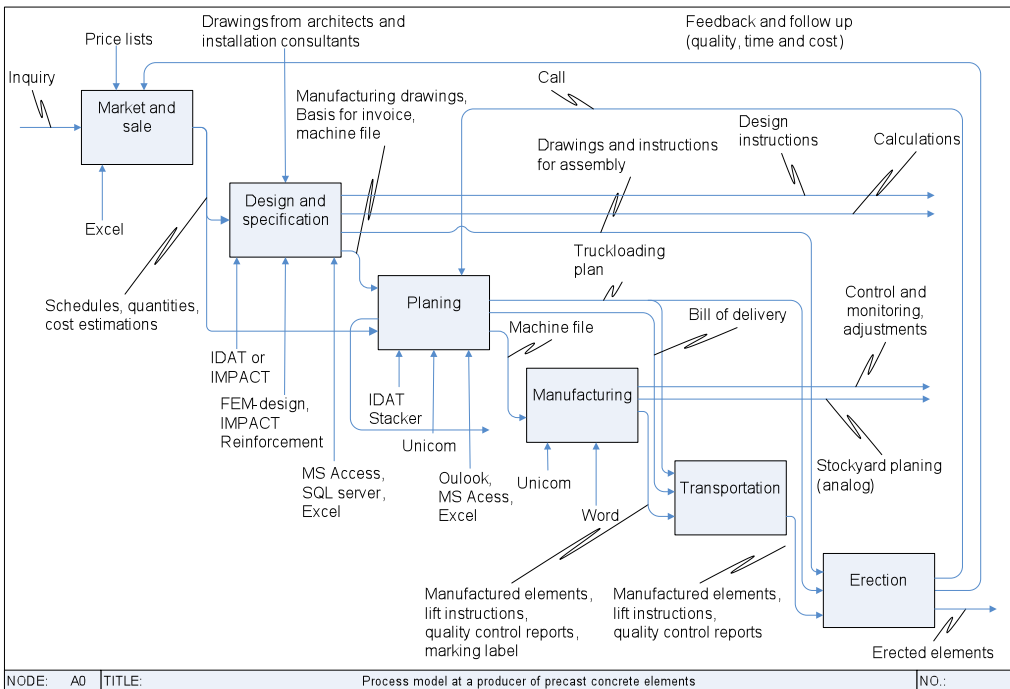 Drawings from architects and
installation consultants
Feedback and follow up
(quality, time and cost)
Price lists
Inquiry
Call
Market and
sale
Manufacturing drawings,
Basis for invoice,
machine file
Design
instructions
Calculations
Drawings and instructions
for assembly
Design and
specification
Excel
Truckloading
plan
Schedules, quantities,
cost estimations
Planing
Control and
monitoring,
adjustments
Bill of delivery
Machine file
IDAT or
IMPACT
IDAT
Stacker
Manufacturing
FEM-design,
IMPACT
Reinforcement
Unicom
Stockyard planing
(analog)
MS Access,
SQL server,
Excel
Oulook,
MS Acess,
Excel
Unicom
Transportation
Word
Erection
Manufactured elements,
lift instructions,
quality control reports,
marking label
Manufactured elements,
lift instructions,
quality control reports
Erected elements
NODE: A0 TITLE: Process model at a producer of precast concrete elements NO.: